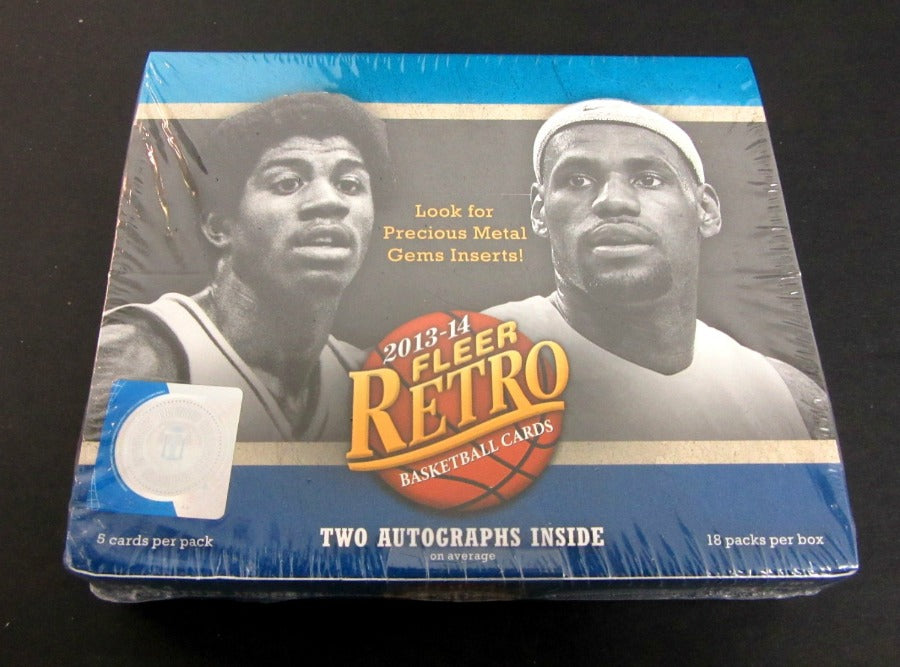 Look for
Precious Metal
Gems Inserts!
2013-14
FLEER
RETRO
BASKETBALL CARDS
5 cards per pack
TWO AUTOGRAPHS INSIDE
on average
18 packs per box